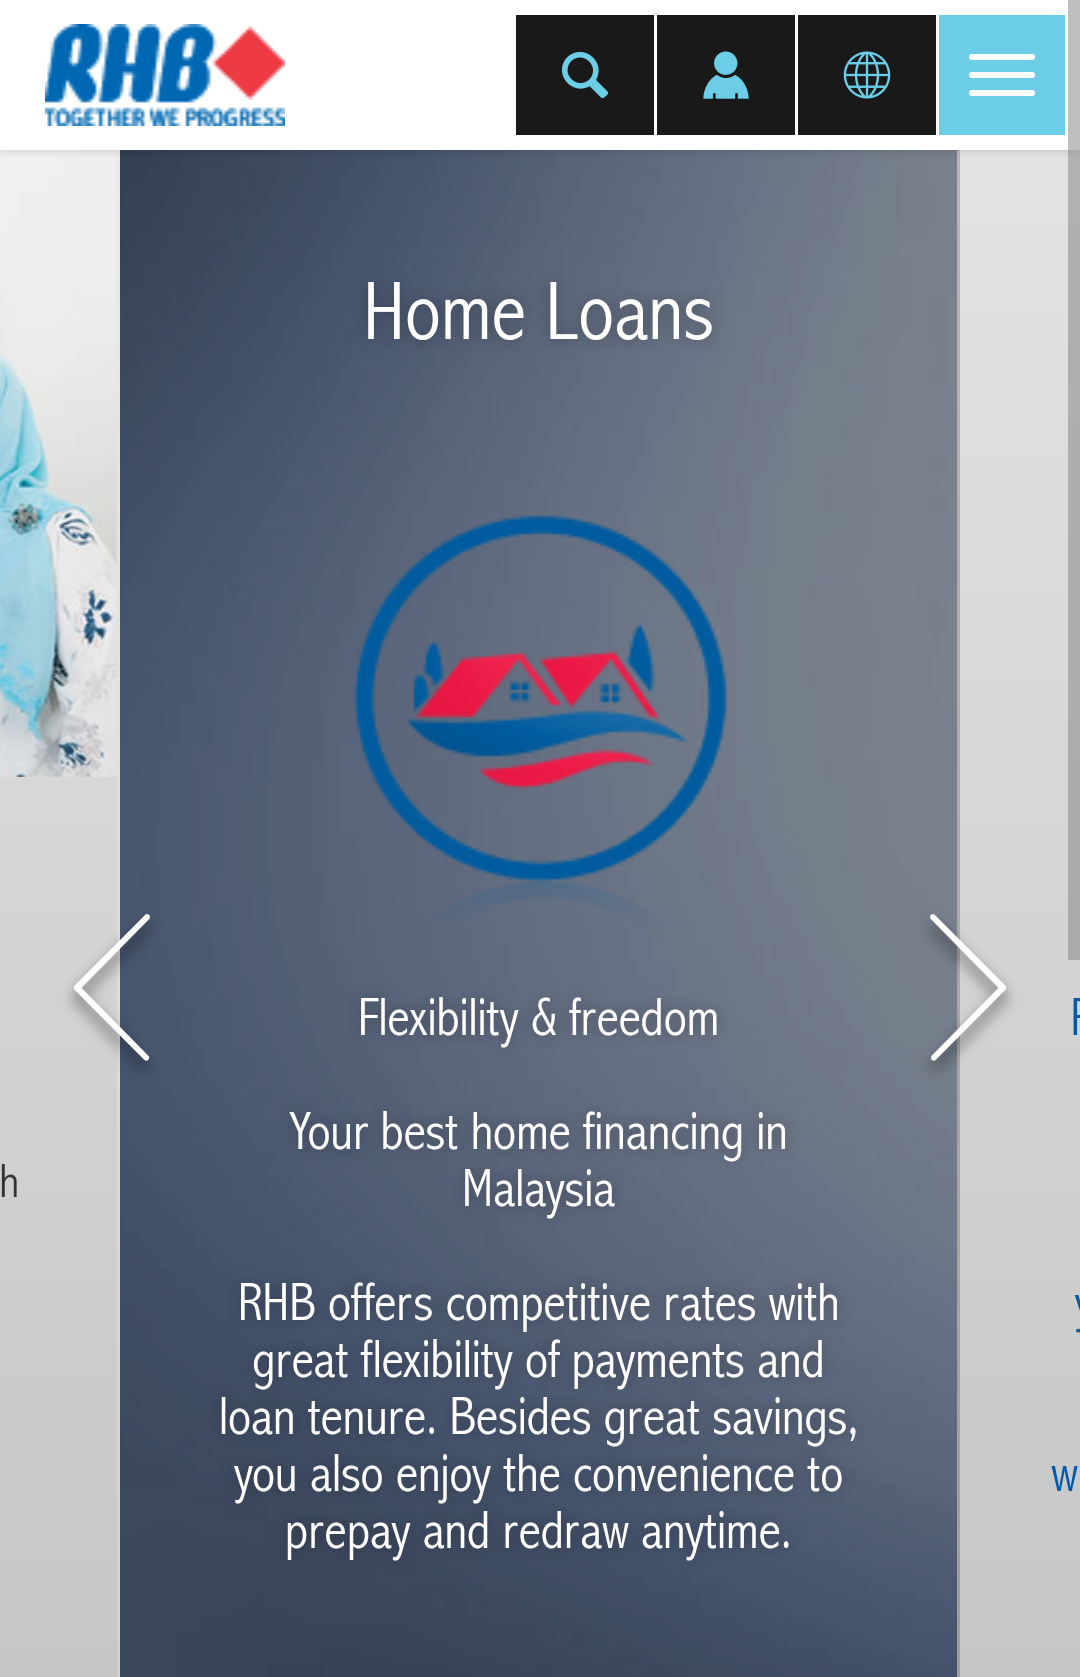 RHB
TOGETHER WE PROGRESS
Home Loans
Flexibility & freedom
Your best home financing in
Malaysia
h
RHB offers competitive rates with
great flexibility of payments and
loan tenure. Besides great savings,
you also enjoy the convenience to
w
prepay and redraw anytime.